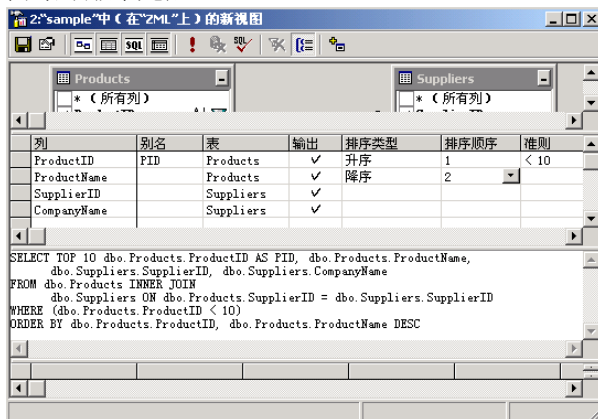 2:“sample”中（在“ZML”上）的新视图
SQL
SQL
Products
*（所有列）
Suppliers
*（所有列）
列 别名 表 输出 排序类型 排序顺序 准则
ProductID PID Products 升序 1 < 10
ProductName Products 降序 2
SupplierID Suppliers
CompanyName Suppliers
SELECT TOP 10 dbo.Products.ProductID AS PID, dbo.Products.ProductName,
dbo.Suppliers.SupplierID, dbo.Suppliers.CompanyName
FROM dbo.Products INNER JOIN
dbo.Suppliers ON dbo.Products.SupplierID = dbo.Suppliers.SupplierID
WHERE (dbo.Products.ProductID < 10)
ORDER BY dbo.Products.ProductID, dbo.Products.ProductName DESC